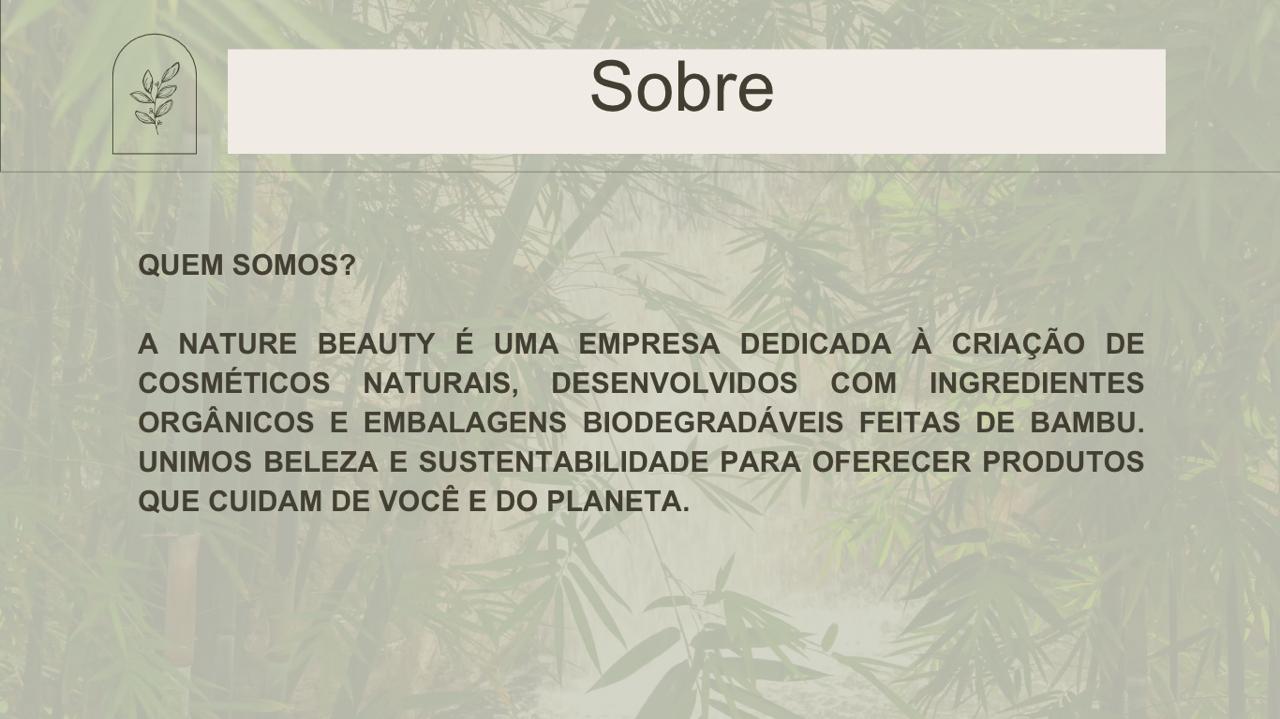 Sobre
QUEM SOMOS?
A NATURE BEAUTY É UMA EMPRESA DEDICADA À CRIAÇÃO DE
COSMÉTICOS NATURAIS, DESENVOLVIDOS COM INGREDIENTES
ORGÂNICOS E EMBALAGENS BIODEGRADÁVEIS FEITAS DE BAMBU.
UNIMOS BELEZA E SUSTENTABILIDADE PARA OFERECER PRODUTOS
QUE CUIDAM DE VOCÊ E DO PLANETA.